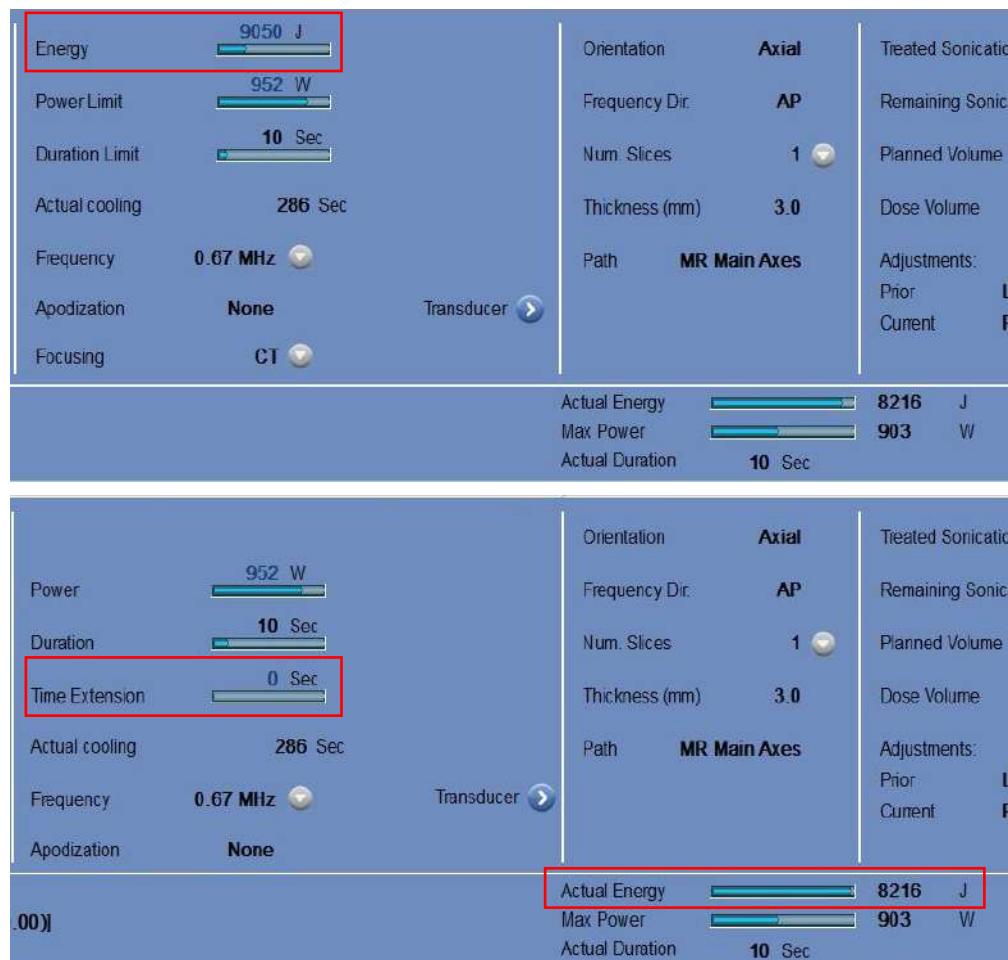 9050 J
Energy
Orientation Axial
Treated Sonicatio
952 W
Power Limit
Frequency Dir. AP
Remaining Sonic
10 Sec
Duration Limit
Num. Slices 1
Planned Volume
Actual cooling 286 Sec
Thickness (mm) 3.0
Dose Volume
Frequency 0.67 MHz
Path MR Main Axes
Adjustments:
Prior
Apodization None Transducer
Current
Focusing CT
Actual Energy 8216 J
Max Power 903 W
Actual Duration 10 Sec
Orientation Axial
Treated Sonicatio
952 W
Power
Frequency Dir. AP
Remaining Sonic
10 Sec
Duration
Num. Slices 1
Planned Volume
0 Sec
Time Extension
Thickness (mm) 3.0
Dose Volume
Actual cooling 286 Sec
Path MR Main Axes
Adjustments:
Prior
Frequency 0.67 MHz Transducer
Current
Apodization None
Actual Energy 8216 J
.00)]
Max Power 903 W
Actual Duration 10 Sec